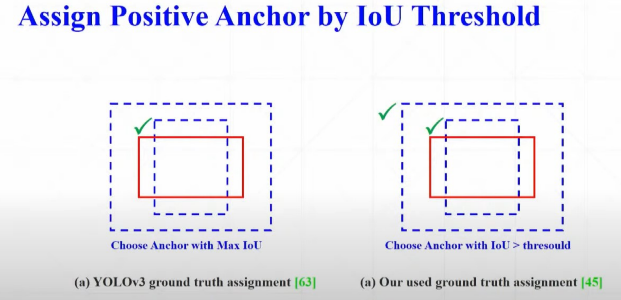 Assign Positive Anchor by IoU Threshold
Choose Anchor with Max IoU
Choose Anchor with IoU > thresould
(a) YOLOv3 ground truth assignment [63]
(a) Our used ground truth assignment [45]